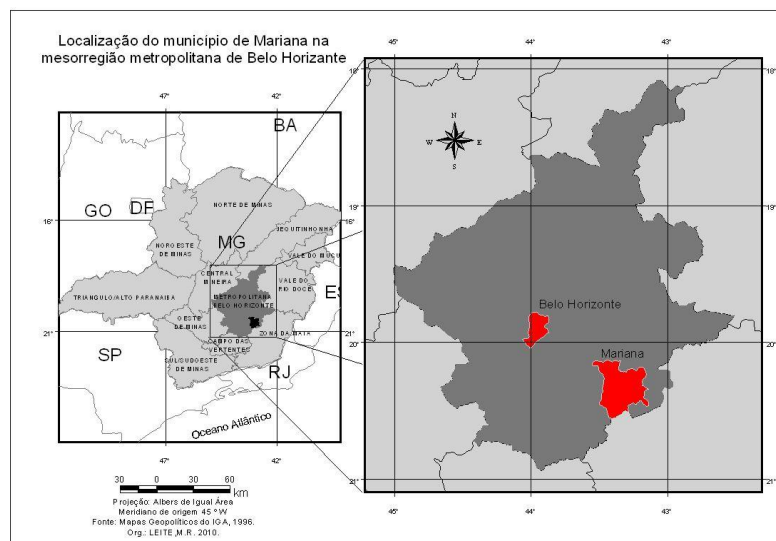 Localização do município de Mariana na
mesorregião metropolitana de Belo Horizante
47°
42°
BA
16°
16°
GO
DF
NORTE DE MINAS
JEQUITINHONHA
MG
NOROESTE
DE MINAS
VALE DO MUCU
CENTRAL
MINEIRA
VALE DO
RIO DOCE
TRIANGULO/ALTO PARANAIBA
METROPOLITANA
BELO HORIZONTE
ES
OESTE
DE MINAS
21°
21°
ZONA DA MATA
CAMPO DAS
VERTENTES
SP
SUL/SUDOESTE
DE MINAS
RJ
Oceano Atlântico
47°
42°
30 0 30 60
km
Projeção: Albers de Igual Área
Meridiano de origem 45 º W
Fonte: Mapas Geopolíticos do IGA, 1996.
Org.: LEITE,M.R. 2010.
45°
44°
43°
18°
18°
N
W
E
S
19°
19°
Belo Horizonte
20°
20°
Mariana
21°
21°
45°
44°
43°